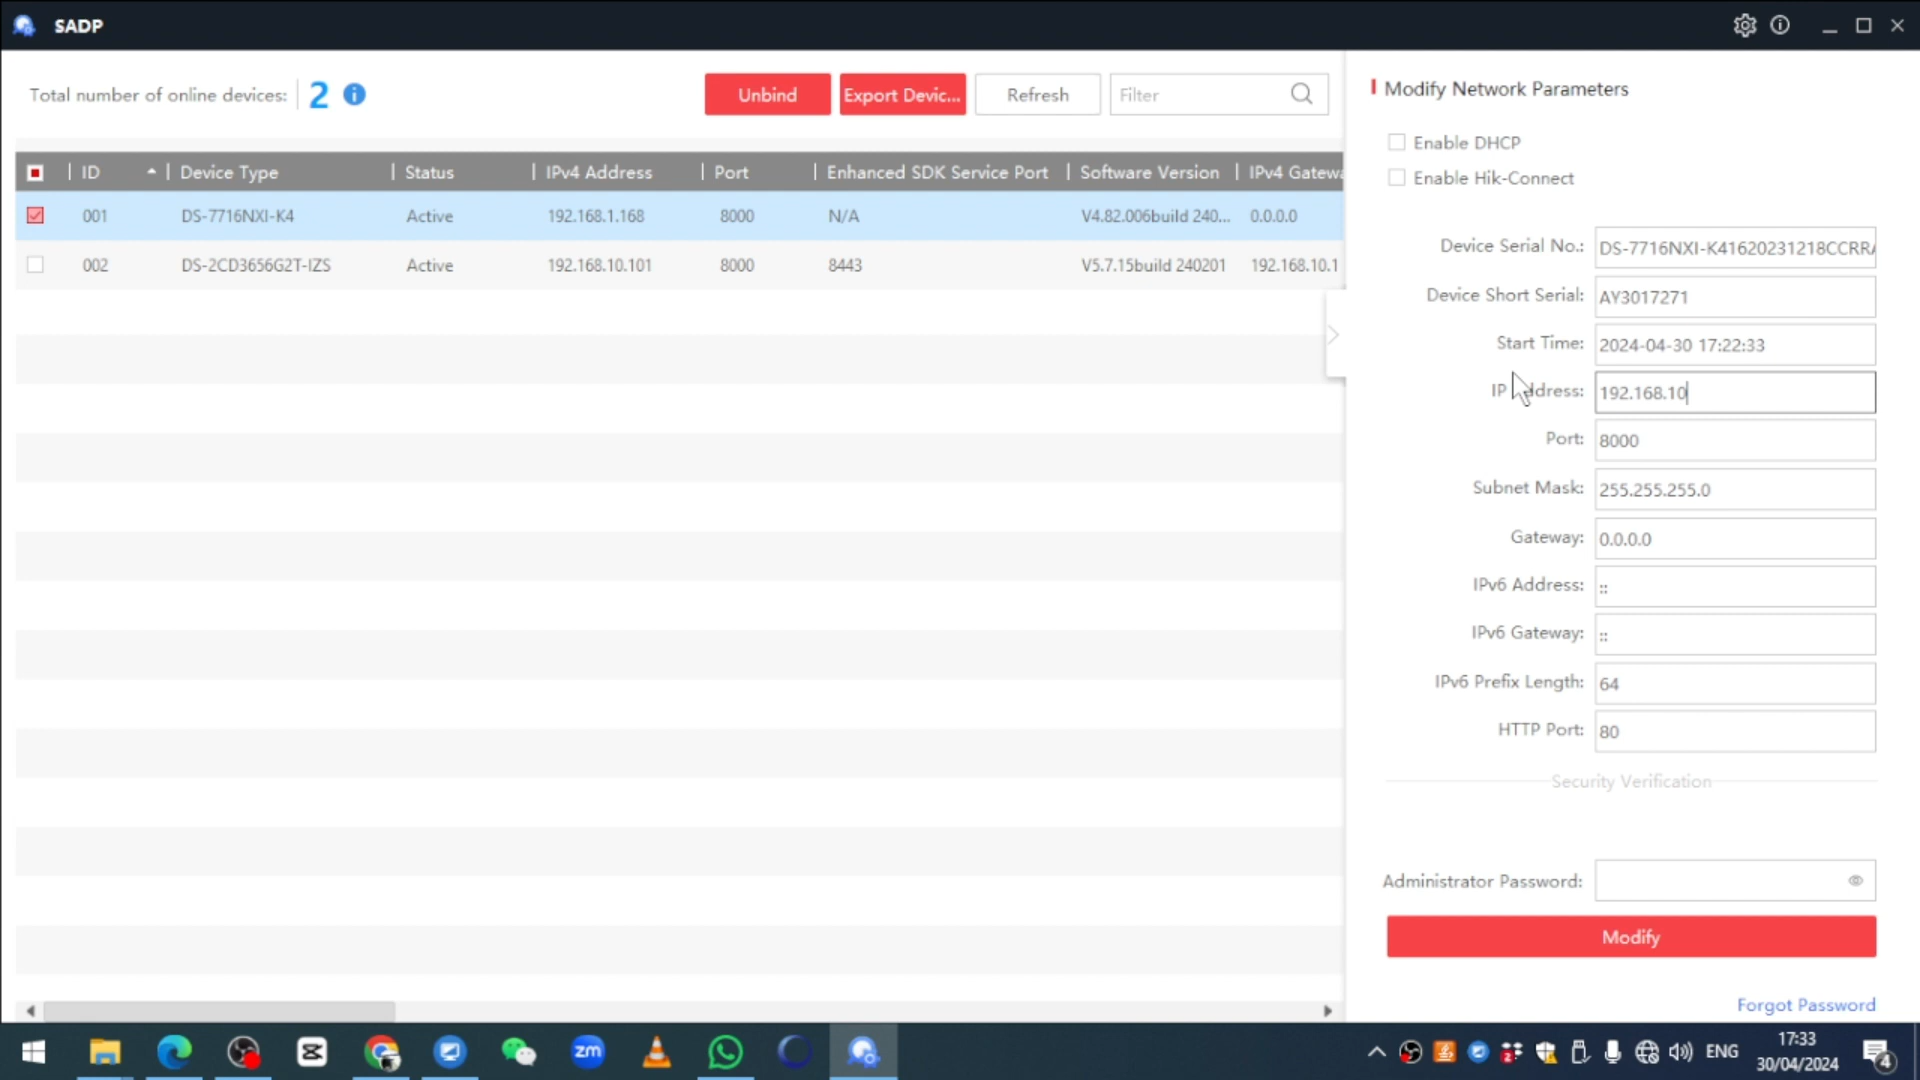 SADP
Total number of online devices: 2
Unbind
Export Devic...
Refresh
Filter
ID
Device Type
Status
IPv4 Address
Port
Enhanced SDK Service Port
Software Version
IPv4 Gatewa
001
DS-7716NXI-K4
Active
192.168.1.168
8000
N/A
V4.82.006build 240...
0.0.0.0
002
DS-2CD3656G2T-IZS
Active
192.168.10.101
8000
8443
V5.7.15build 240201
192.168.10.1
Modify Network Parameters
Enable DHCP
Enable Hik-Connect
Device Serial No.: DS-7716NXI-K41620231218CCRRA
Device Short Serial: AY3017271
Start Time: 2024-04-30 17:22:33
IP Address: 192.168.10
Port: 8000
Subnet Mask: 255.255.255.0
Gateway: 0.0.0.0
IPv6 Address: ::
IPv6 Gateway: ::
IPv6 Prefix Length: 64
HTTP Port: 80
Security Verification
Administrator Password:
Modify
Forgot Password
zm
2
ENG
17:33
30/04/2024
4